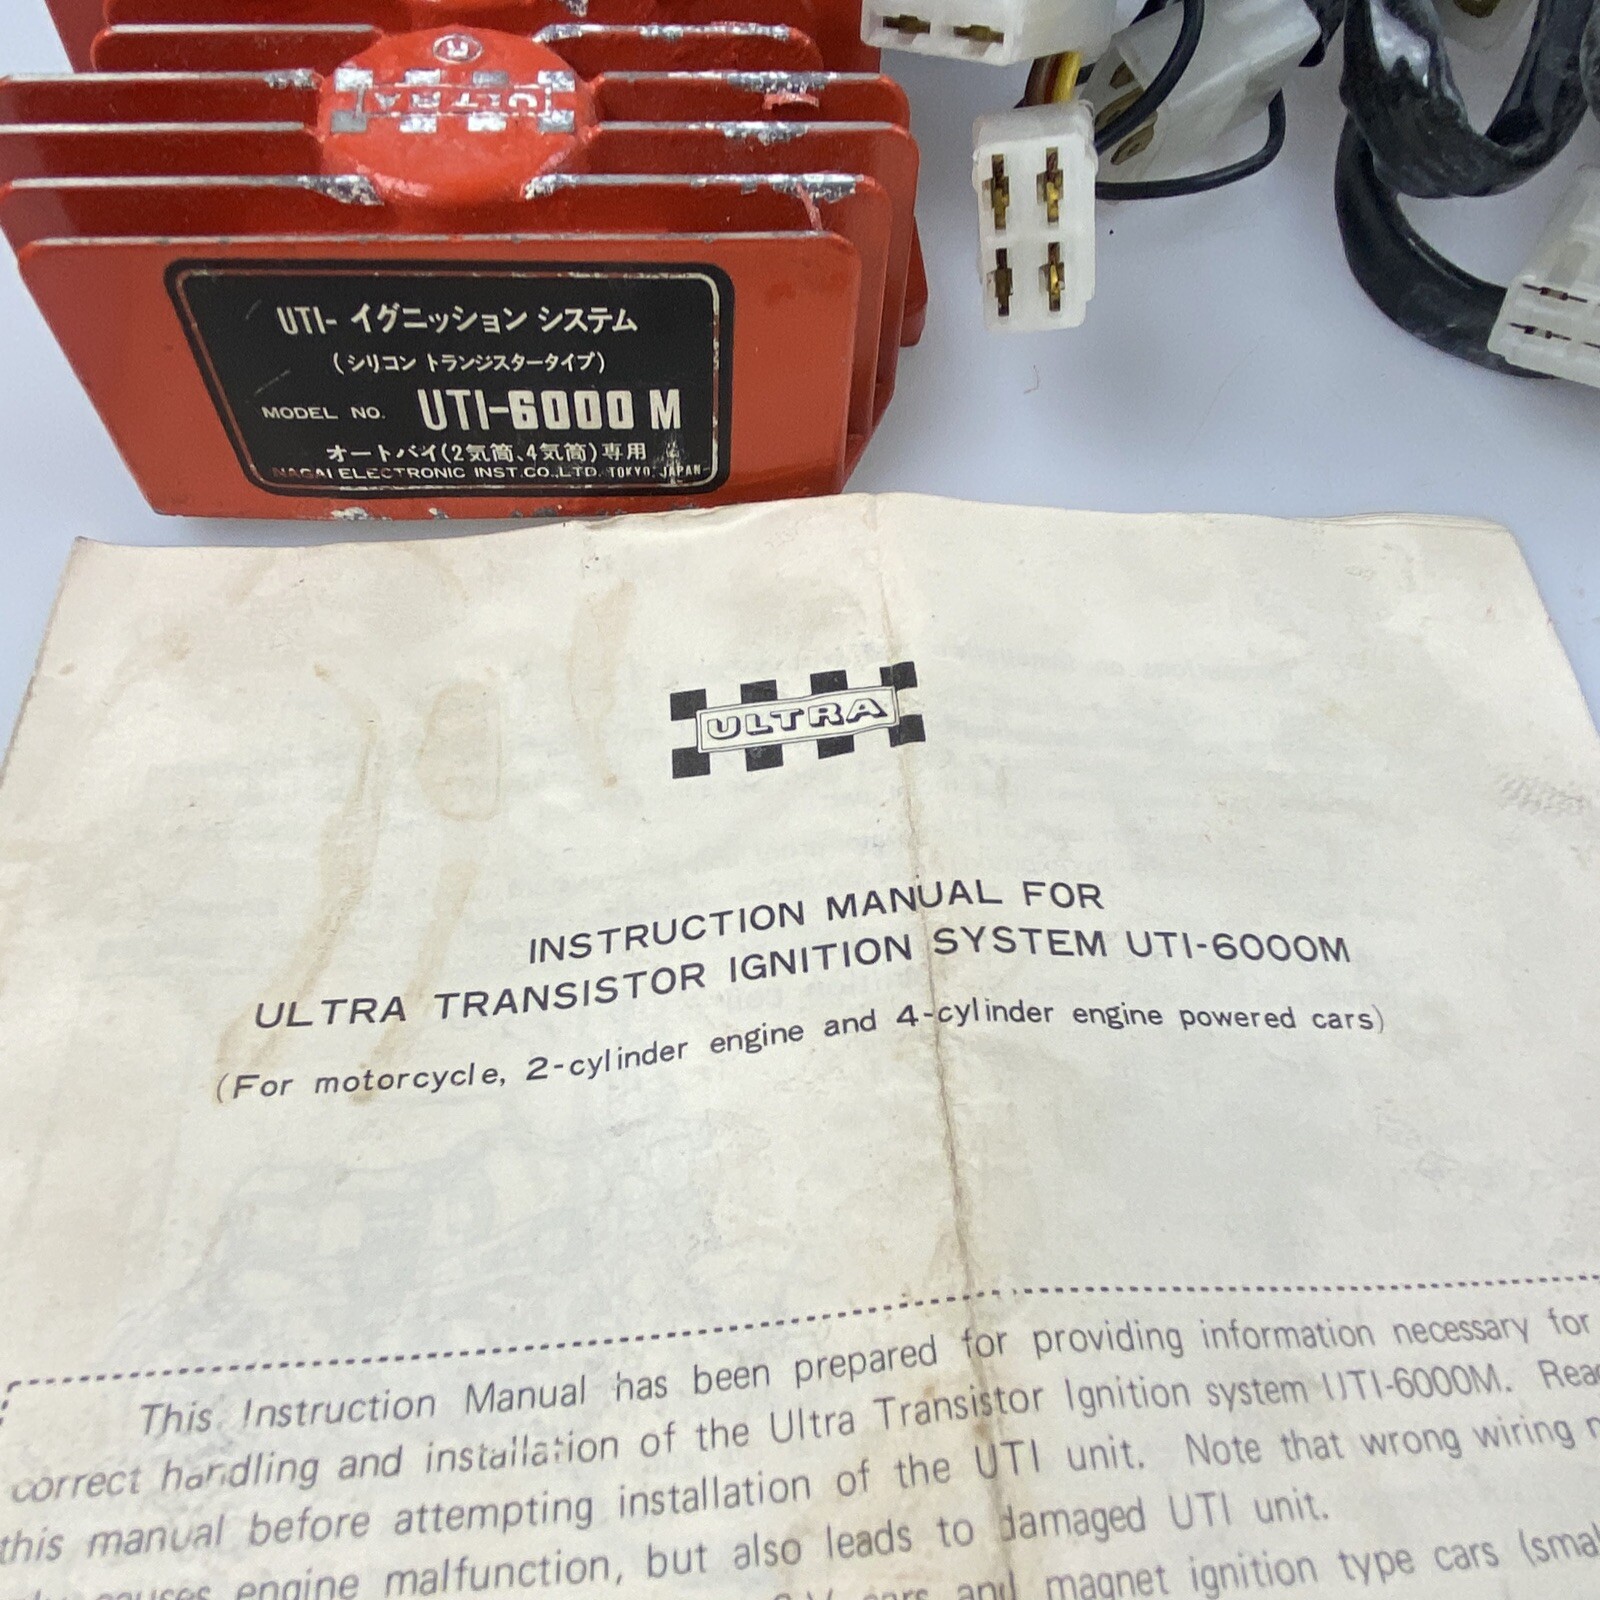 ®
ULTRA
UTI- イグニッション システム
(シリコン トランジスタータイプ)
MODEL NO. UTI-6000 M
オートバイ(2気筒、4気筒)専用
NAGAI ELECTRONIC INST.CO.,LTD. TOKYO, JAPAN
ULTRA
INSTRUCTION MANUAL FOR
ULTRA TRANSISTOR IGNITION SYSTEM UTI-6000M
(For motorcycle, 2-cylinder engine and 4-cylinder engine powered cars)
This Instruction Manual has been prepared for providing information necessary for
correct handling and installation of the Ultra Transistor Ignition system UTI-6000M. Read
this manual before attempting installation of the UTI unit. Note that wrong wiring
causes engine malfunction, but also leads to damaged UTI unit.
cars and magnet ignition type cars